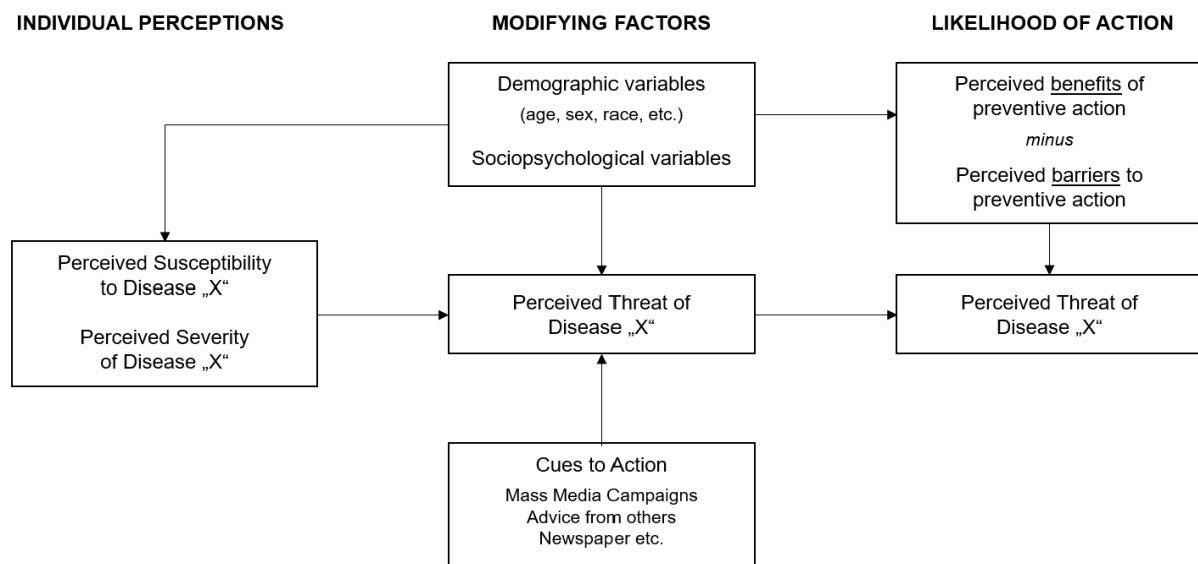 INDIVIDUAL PERCEPTIONS
MODIFYING FACTORS
LIKELIHOOD OF ACTION
Demographic variables
(age, sex, race, etc.)
Sociopsychological variables
Perceived benefits of
preventive action
minus
Perceived barriers to
preventive action
Perceived Susceptibility
to Disease „X“
Perceived Severity
of Disease „X“
Perceived Threat of
Disease „X“
Perceived Threat of
Disease „X“
Cues to Action
Mass Media Campaigns
Advice from others
Newspaper etc.